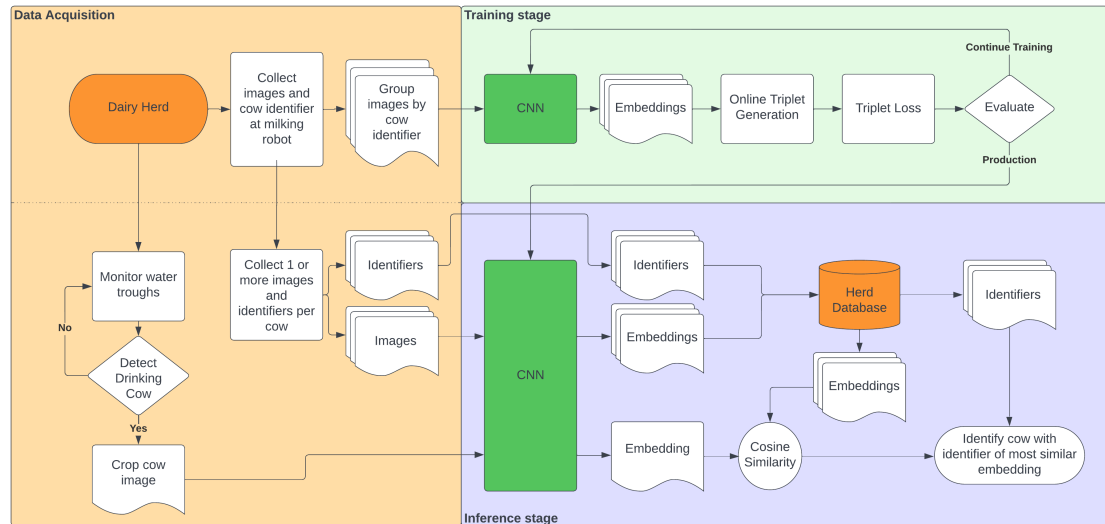 Data Acquisition
Training stage
Continue Training
Dairy Herd
Collect
images and
cow identifier
at milking
robot
Group
images by
cow
identifier
CNN
Embeddings
Online Triplet
Generation
Triplet Loss
Evaluate
Production
Monitor water
troughs
No
Detect
Drinking
Cow
Yes
Crop cow
image
Collect 1 or
more images
and
identifiers per
cow
Identifiers
Images
CNN
Identifiers
Embeddings
Embedding
Herd
Database
Identifiers
Embeddings
Cosine
Similarity
Identify cow with
identifier of most similar
embedding
Inference stage